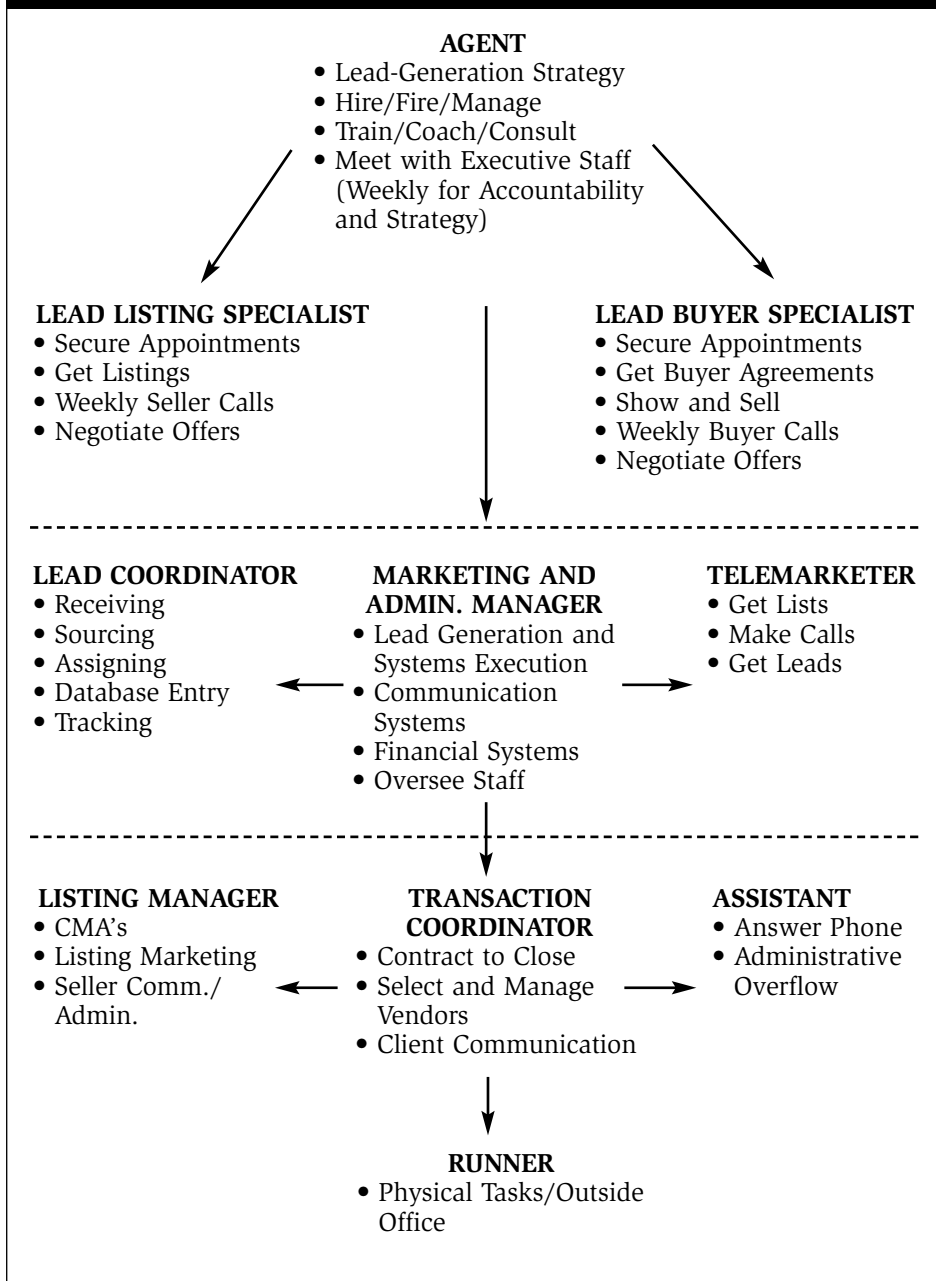 AGENT
• Lead-Generation Strategy
• Hire/Fire/Manage
• Train/Coach/Consult
• Meet with Executive Staff
(Weekly for Accountability
and Strategy)
LEAD LISTING SPECIALIST
• Secure Appointments
• Get Listings
• Weekly Seller Calls
• Negotiate Offers
LEAD BUYER SPECIALIST
• Secure Appointments
• Get Buyer Agreements
• Show and Sell
• Weekly Buyer Calls
• Negotiate Offers
LEAD COORDINATOR
• Receiving
• Sourcing
• Assigning
• Database Entry
• Tracking
MARKETING AND
ADMIN. MANAGER
• Lead Generation and
Systems Execution
• Communication
Systems
• Financial Systems
• Oversee Staff
TELEMARKETER
• Get Lists
• Make Calls
• Get Leads
LISTING MANAGER
• CMA's
• Listing Marketing
• Seller Comm./
Admin.
TRANSACTION
COORDINATOR
• Contract to Close
• Select and Manage
Vendors
• Client Communication
ASSISTANT
• Answer Phone
• Administrative
Overflow
RUNNER
• Physical Tasks/Outside
Office